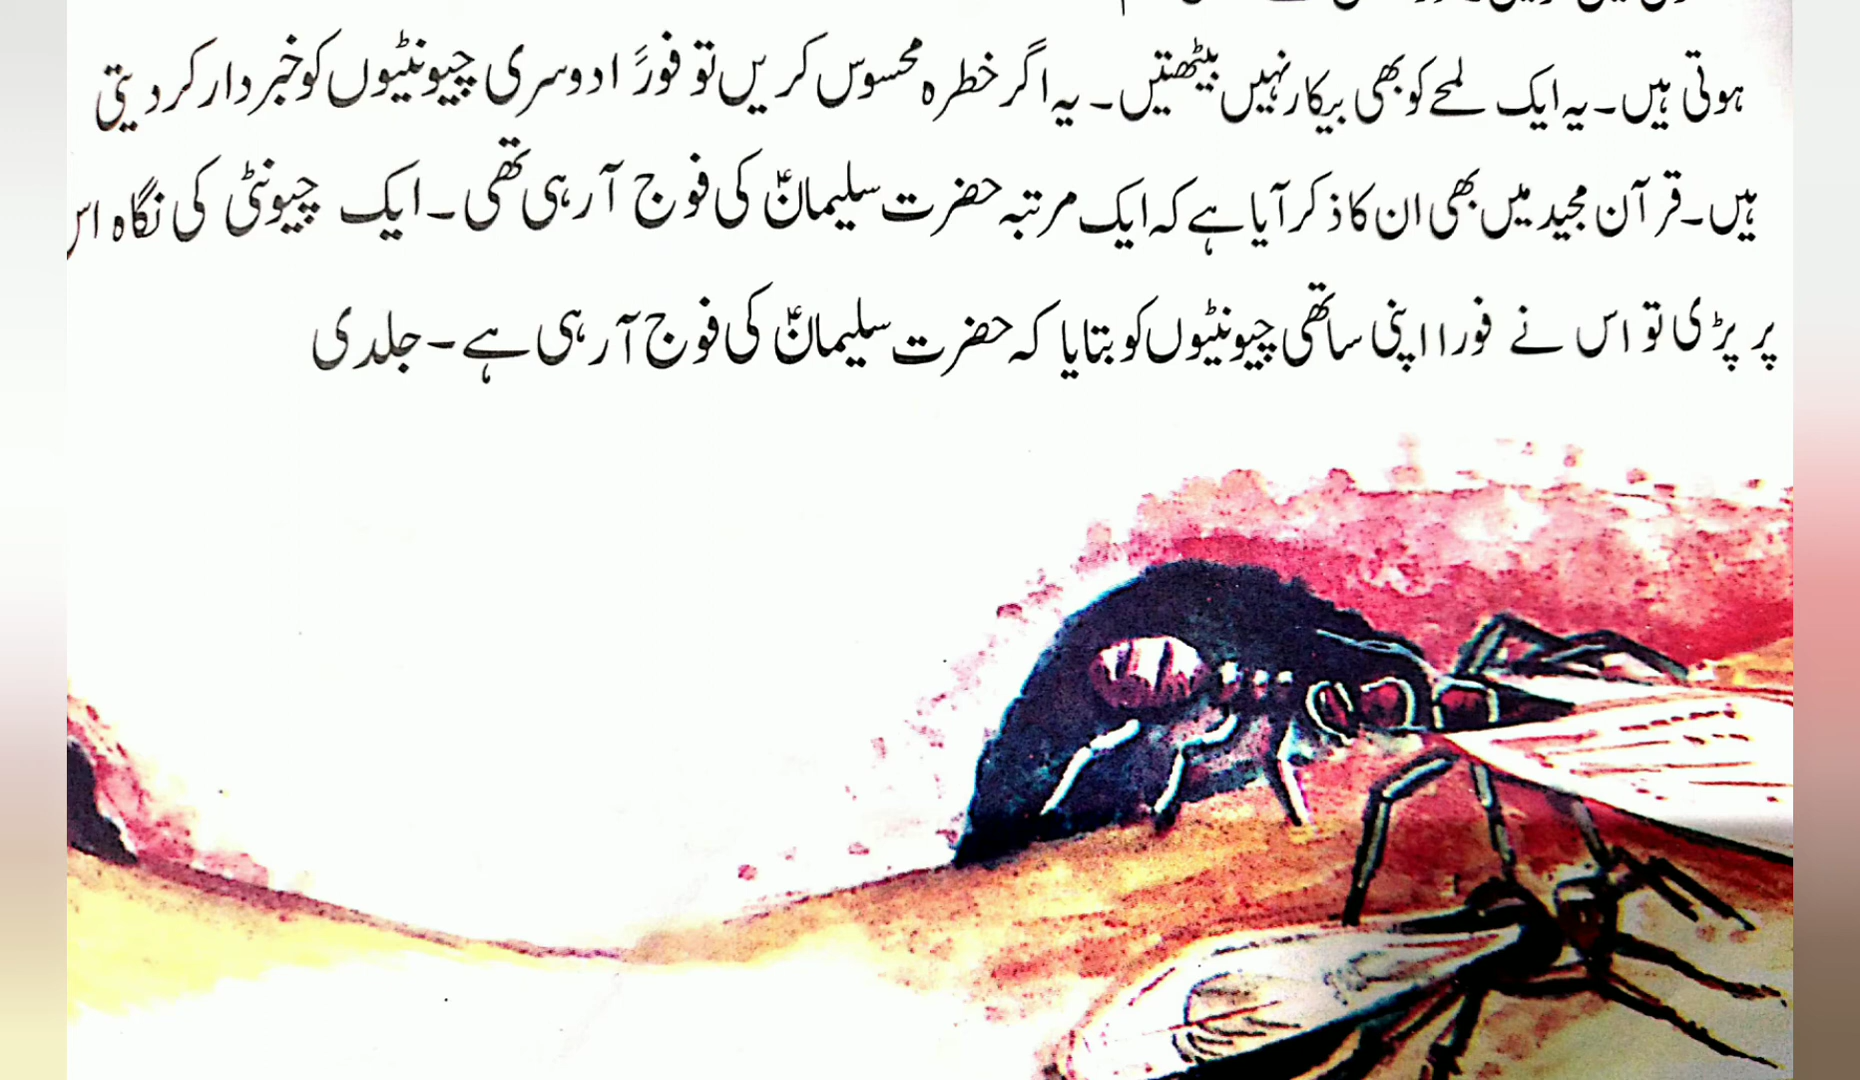 ہوتی ہیں۔ یہ ایک لمحے کو بھی بیکار نہیں بیٹھتیں۔ یہ اگر خطرہ محسوس کریں تو فورًا دوسری چیونٹیوں کو خبردار کر دیتی
ہیں۔ قرآن مجید میں بھی ان کا ذکر آیا ہے کہ ایک مرتبہ حضرت سلیمانؑ کی فوج آ رہی تھی۔ ایک چیونٹی کی نگاہ اس
پر پڑی تو اس نے فورا اپنی ساتھی چیونٹیوں کو بتایا کہ حضرت سلیمانؑ کی فوج آ رہی ہے۔ جلدی